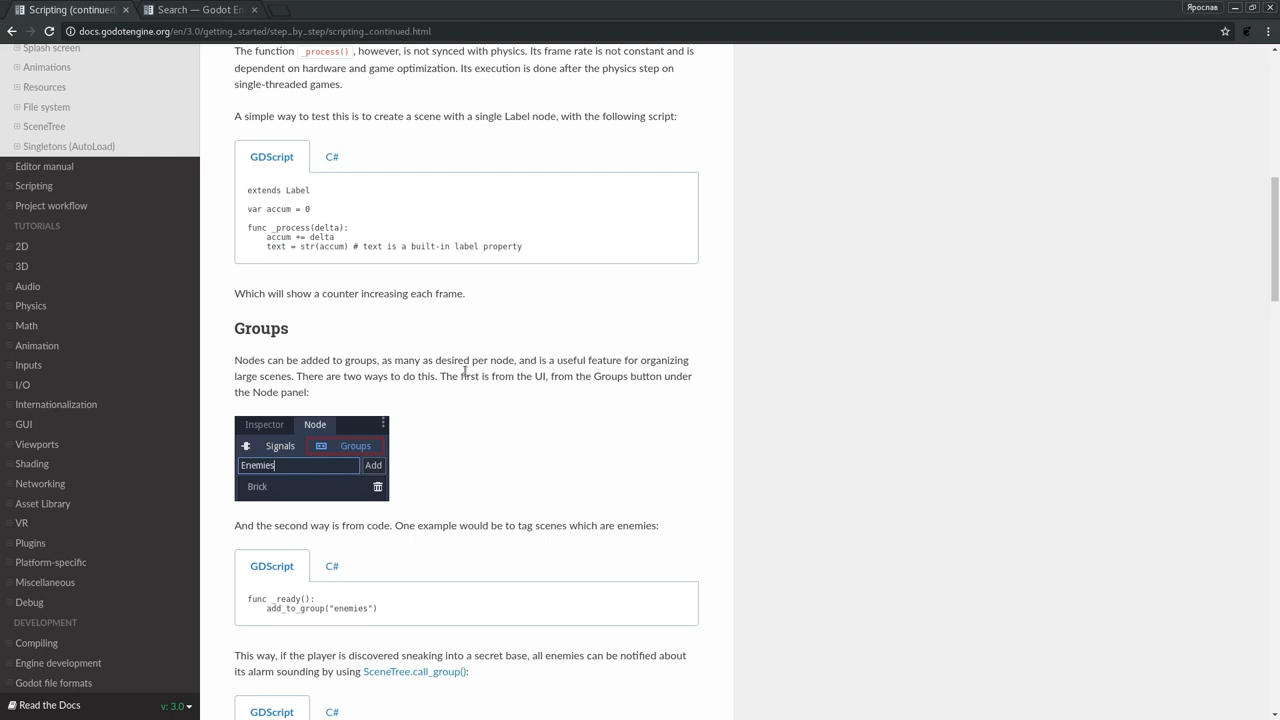 Scripting (continued
Search — Godot En
Ярослав
docs.godotengine.org/en/3.0/getting_started/step_by_step/scripting_continued.html
Splash screen
Animations
Resources
File system
SceneTree
Singletons (AutoLoad)
Editor manual
Scripting
Project workflow
TUTORIALS
2D
3D
Audio
Physics
Math
Animation
Inputs
I/O
Internationalization
GUI
Viewports
Shading
Networking
Asset Library
VR
Plugins
Platform-specific
Miscellaneous
Debug
DEVELOPMENT
Compiling
Engine development
Godot file formats
Read the Docs
v: 3.0
The function _process(), however, is not synced with physics. Its frame rate is not constant and is
dependent on hardware and game optimization. Its execution is done after the physics step on
single-threaded games.
A simple way to test this is to create a scene with a single Label node, with the following script:
GDScript
C#
extends Label
var accum = 0
func _process(delta):
accum += delta
text = str(accum) # text is a built-in label property
Which will show a counter increasing each frame.
Groups
Nodes can be added to groups, as many as desired per node, and is a useful feature for organizing
large scenes. There are two ways to do this. The first is from the UI, from the Groups button under
the Node panel:
Inspector
Node
Signals
Groups
Enemies
Add
Brick
And the second way is from code. One example would be to tag scenes which are enemies:
GDScript
C#
func _ready():
add_to_group("enemies")
This way, if the player is discovered sneaking into a secret base, all enemies can be notified about
its alarm sounding by using SceneTree.call_group():
GDScript
C#